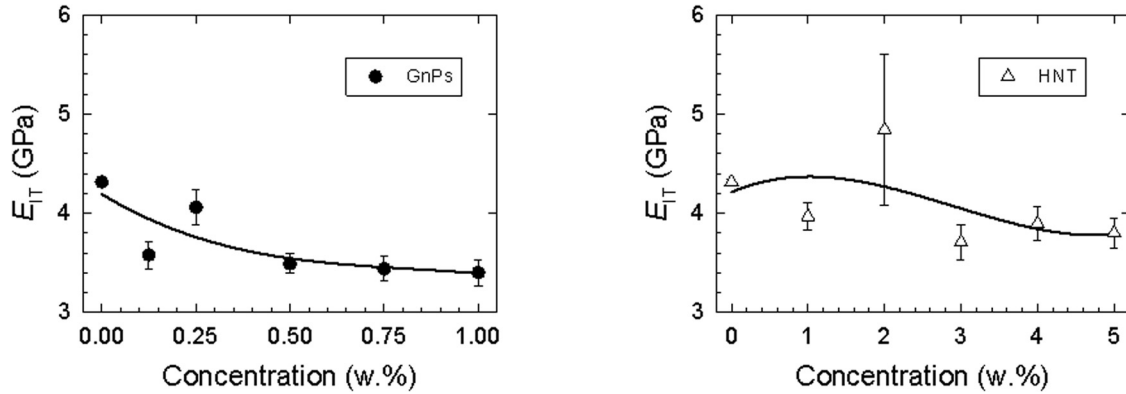 6
5
4
3
E_IT (GPa)
GnPs
0.00 0.25 0.50 0.75 1.00
Concentration (w.%)
6
5
4
3
E_IT (GPa)
HNT
0 1 2 3 4 5
Concentration (w.%)